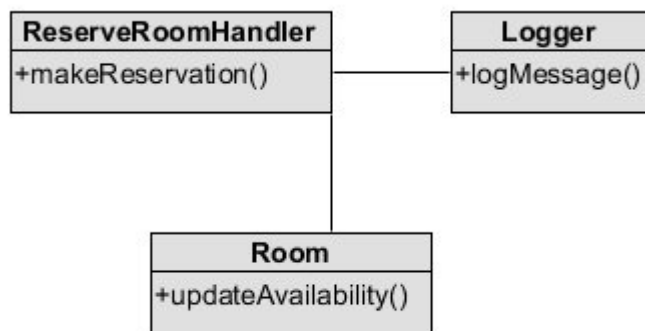 ReserveRoomHandler
+makeReservation()
Logger
+logMessage()
Room
+updateAvailability()